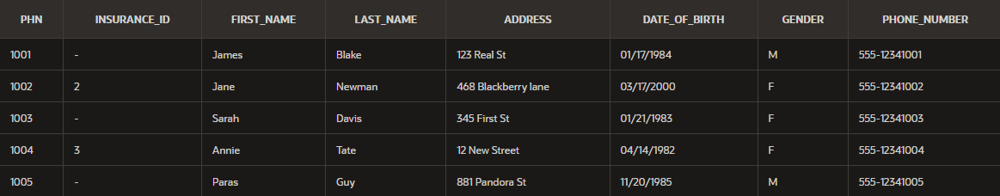 PHN INSURANCE_ID FIRST_NAME LAST_NAME ADDRESS DATE_OF_BIRTH GENDER PHONE_NUMBER
1001 - James Blake 123 Real St 01/17/1984 M 555-12341001
1002 2 Jane Newman 468 Blackberry lane 03/17/2000 F 555-12341002
1003 - Sarah Davis 345 First St 01/21/1983 F 555-12341003
1004 3 Annie Tate 12 New Street 04/14/1982 F 555-12341004
1005 - Paras Guy 881 Pandora St 11/20/1985 M 555-12341005